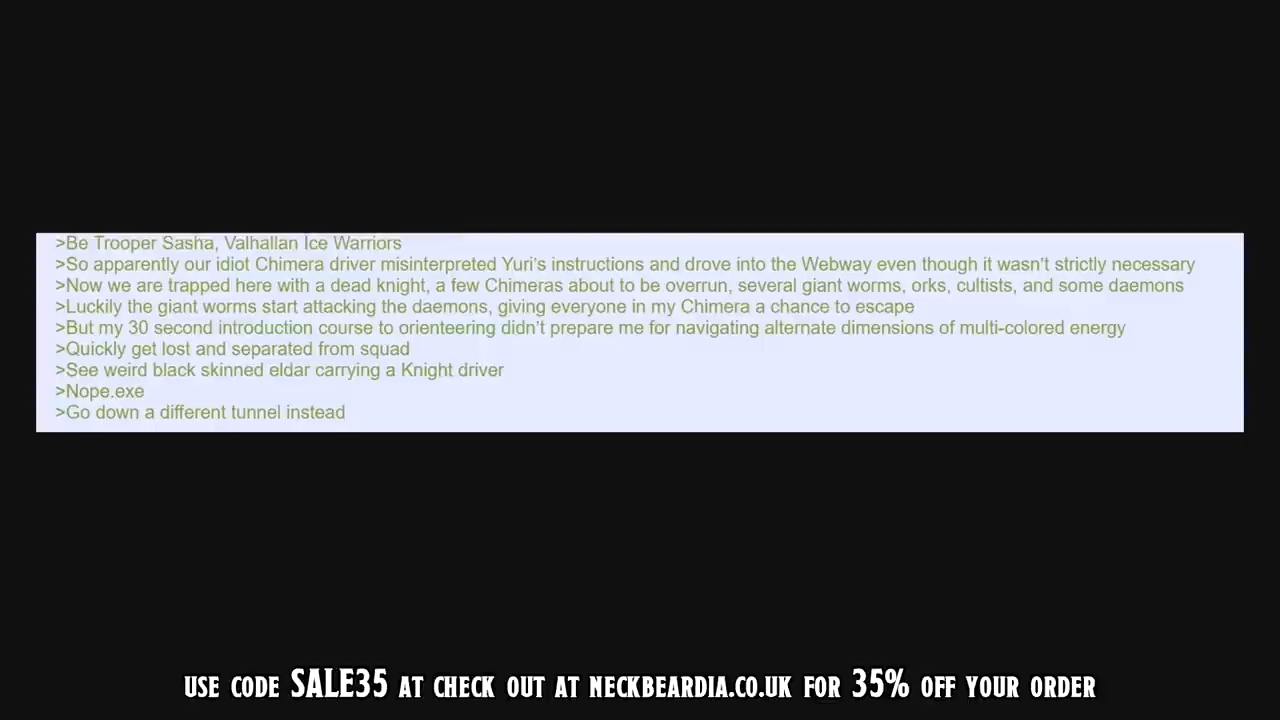 >Be Trooper Sasha, Valhallan Ice Warriors
>So apparently our idiot Chimera driver misinterpreted Yuri's instructions and drove into the Webway even though it wasn't strictly necessary
>Now we are trapped here with a dead knight, a few Chimeras about to be overrun, several giant worms, orks, cultists, and some daemons
>Luckily the giant worms start attacking the daemons, giving everyone in my Chimera a chance to escape
>But my 30 second introduction course to orienteering didn't prepare me for navigating alternate dimensions of multi-colored energy
>Quickly get lost and separated from squad
>See weird black skinned eldar carrying a Knight driver
>Nope.exe
>Go down a different tunnel instead
USE CODE SALE35 AT CHECK OUT AT NECKBEARDIA.CO.UK FOR 35% OFF YOUR ORDER